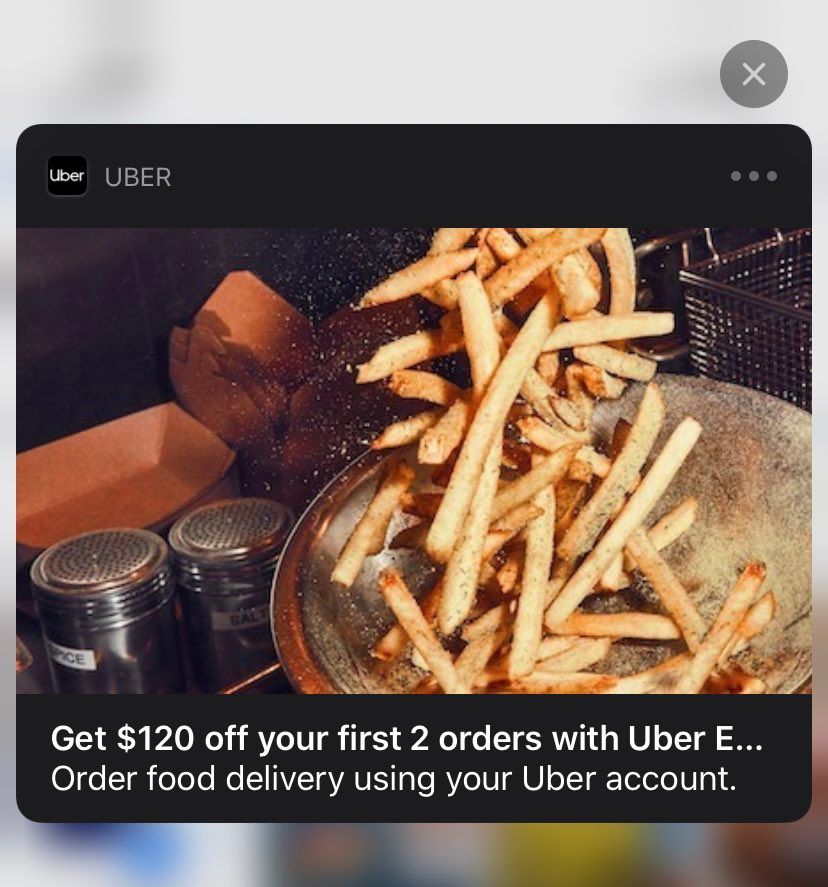 Uber
UBER
SALT
Get $120 off your first 2 orders with Uber E...
Order food delivery using your Uber account.